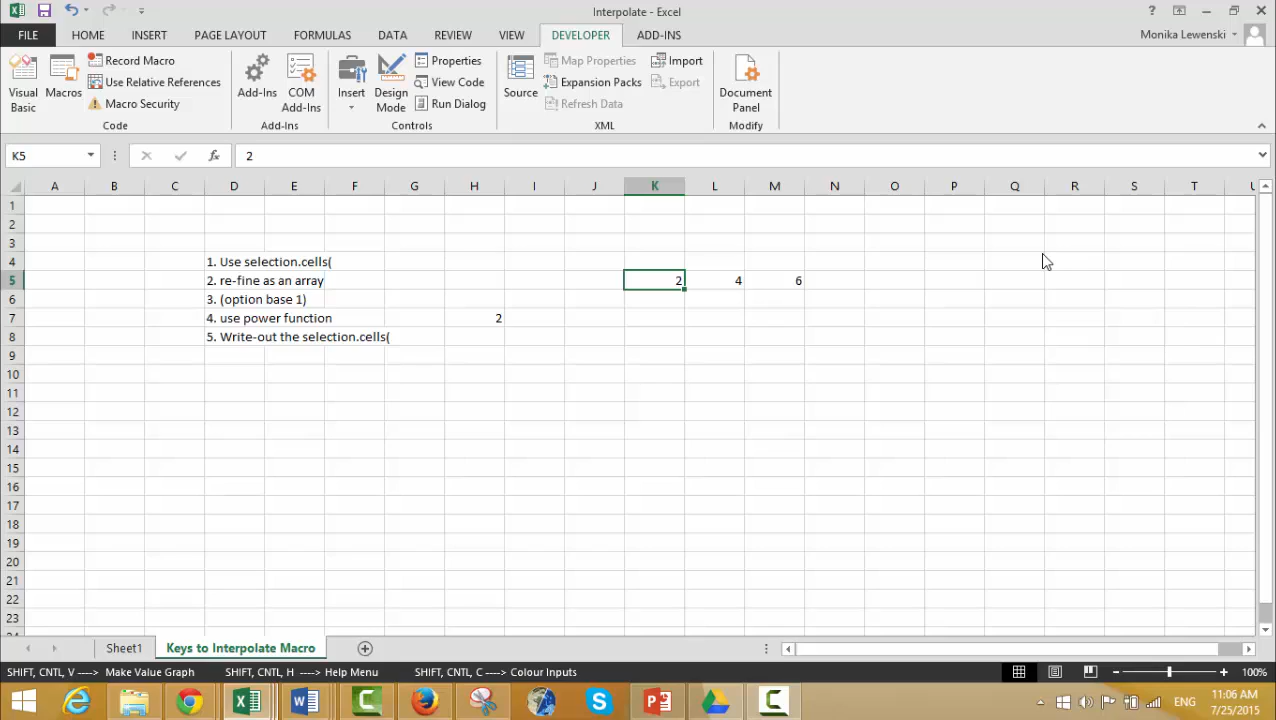 Interpolate - Excel
FILE HOME INSERT PAGE LAYOUT FORMULAS DATA REVIEW VIEW DEVELOPER ADD-INS Monika Lewenski
Visual Basic
Macros
Record Macro
Use Relative References
Macro Security
Code
Add-Ins
COM Add-Ins
Add-Ins
Insert
Design Mode
Properties
View Code
Run Dialog
Controls
Source
Map Properties
Expansion Packs
Refresh Data
Import
Export
XML
Document Panel
Modify
K5 fx 2
A B C D E F G H I J K L M N O P Q R S T U
1
2
3
4 1. Use selection.cells(
5 2. re-fine as an array 2 4 6
6 3. (option base 1)
7 4. use power function 2
8 5. Write-out the selection.cells(
9
10
11
12
13
14
15
16
17
18
19
20
21
22
23
24
Sheet1 Keys to Interpolate Macro
SHIFT, CNTL, V ----> Make Value Graph SHIFT, CNTL, H ----> Help Menu SHIFT, CNTL, C ----> Colour Inputs 100%
ENG 11:06 AM
7/25/2015